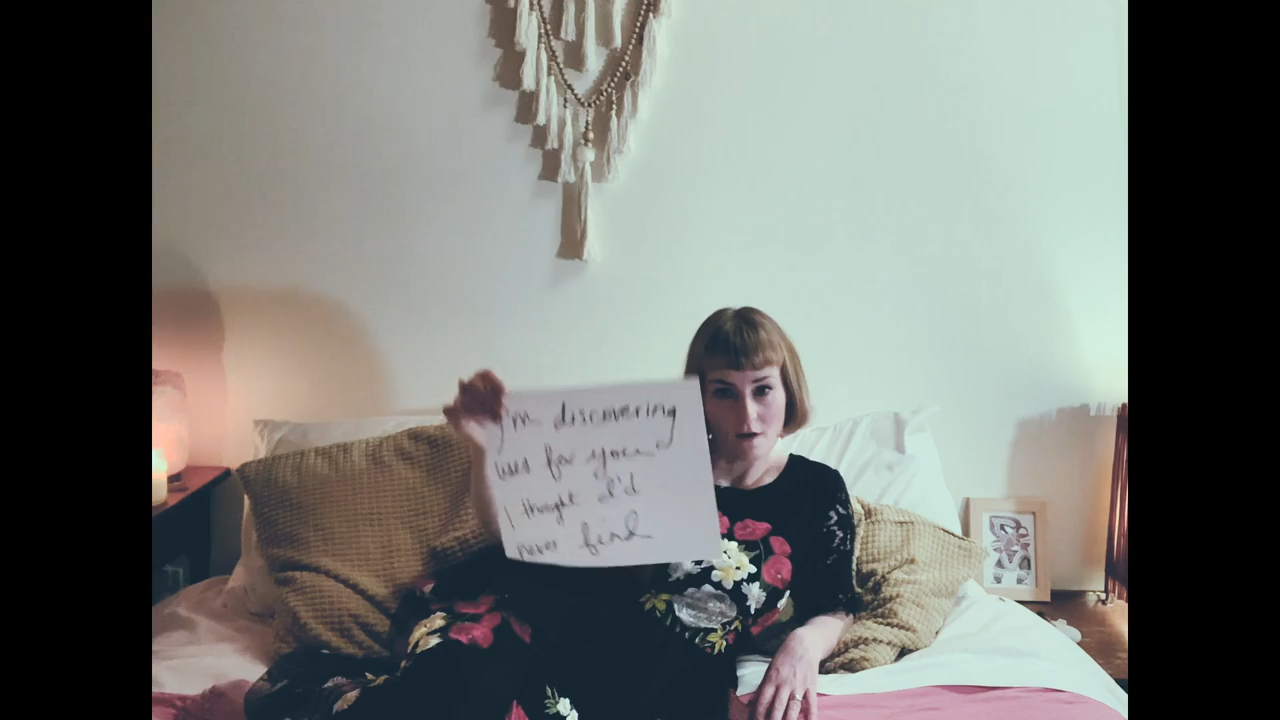 I'm discovering
uses for you
I thought I'd
never find